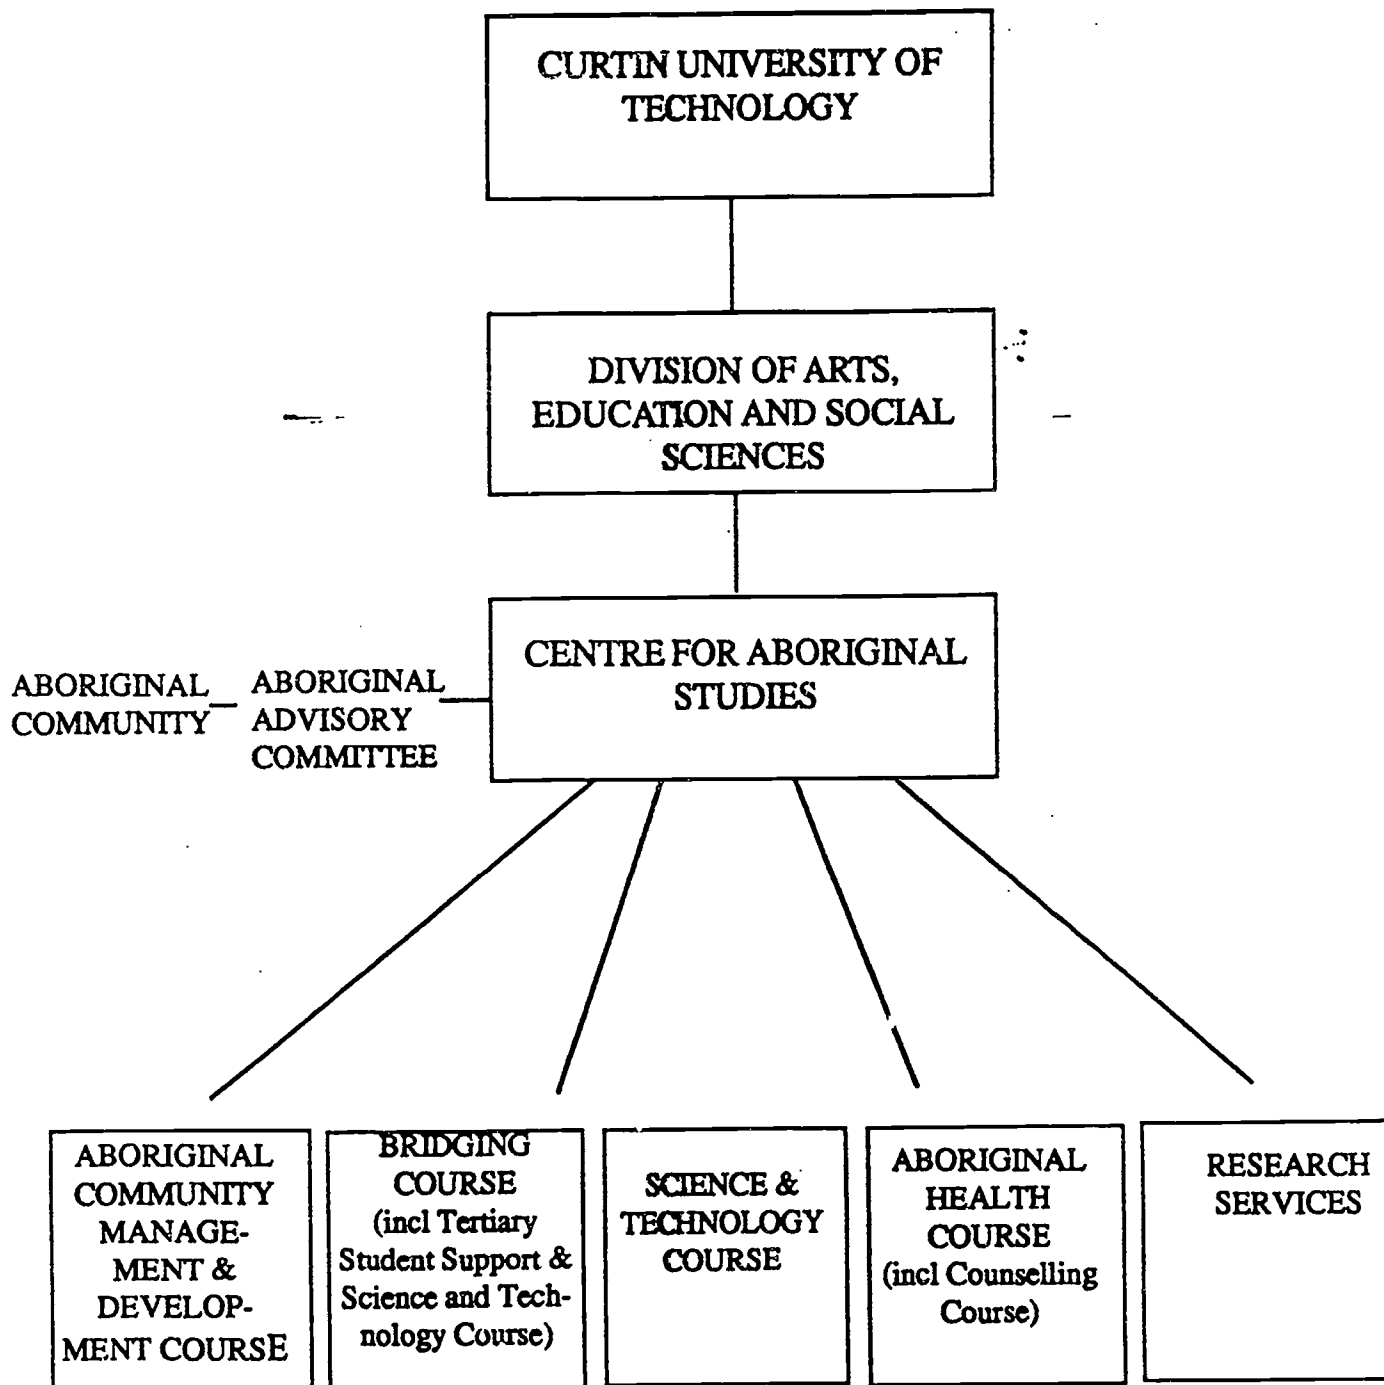 CURTIN UNIVERSITY OF
TECHNOLOGY
DIVISION OF ARTS,
EDUCATION AND SOCIAL
SCIENCES
CENTRE FOR ABORIGINAL
STUDIES
ABORIGINAL
COMMUNITY
ABORIGINAL
ADVISORY
COMMITTEE
ABORIGINAL
COMMUNITY
MANAGE-
MENT &
DEVELOP-
MENT COURSE
BRIDGING
COURSE
(incl Tertiary
Student Support &
Science and Tech-
nology Course)
SCIENCE &
TECHNOLOGY
COURSE
ABORIGINAL
HEALTH
COURSE
(incl Counselling
Course)
RESEARCH
SERVICES